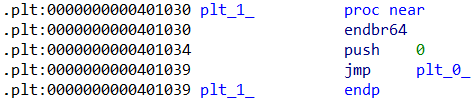 .plt:0000000000401030 plt_1_ proc near
.plt:0000000000401030 endbr64
.plt:0000000000401034 push 0
.plt:0000000000401039 jmp plt_0_
.plt:0000000000401039 plt_1_ endp